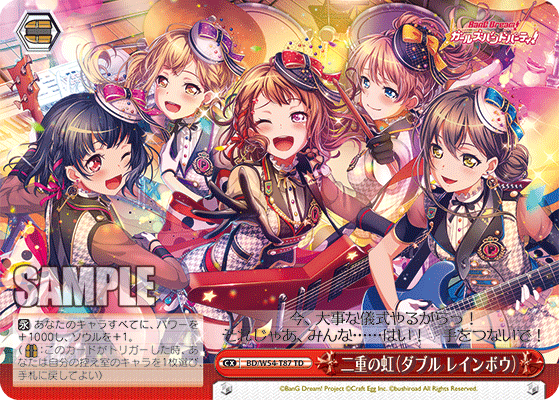 BanG Dream!
ガールズバンドパーティ!
SAMPLE
今、大事な儀式やるからっ!
それじゃあ、みんな……はい! 手をつないで!
永 あなたのキャラすべてに、パワーを
+1000し、ソウルを+1。
(:このカードがトリガーした時、あ
なたは自分の控え室のキャラを1枚選び、
手札に戻してよい)
CX
BD/W54-T87 TD
二重の虹(ダブル レインボウ)
©BanG Dream! Project ©Craft Egg Inc. ©bushiroad All Rights Reserved.